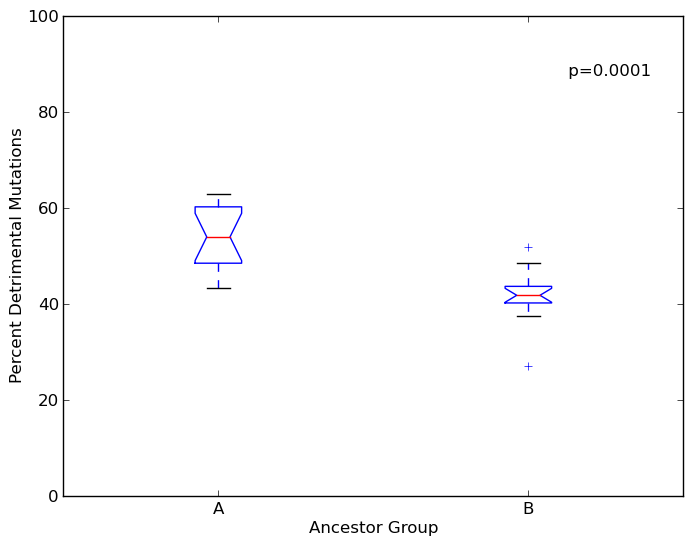 100
p=0.0001
80
60
40
20
0
Percent Detrimental Mutations
A
B
Ancestor Group